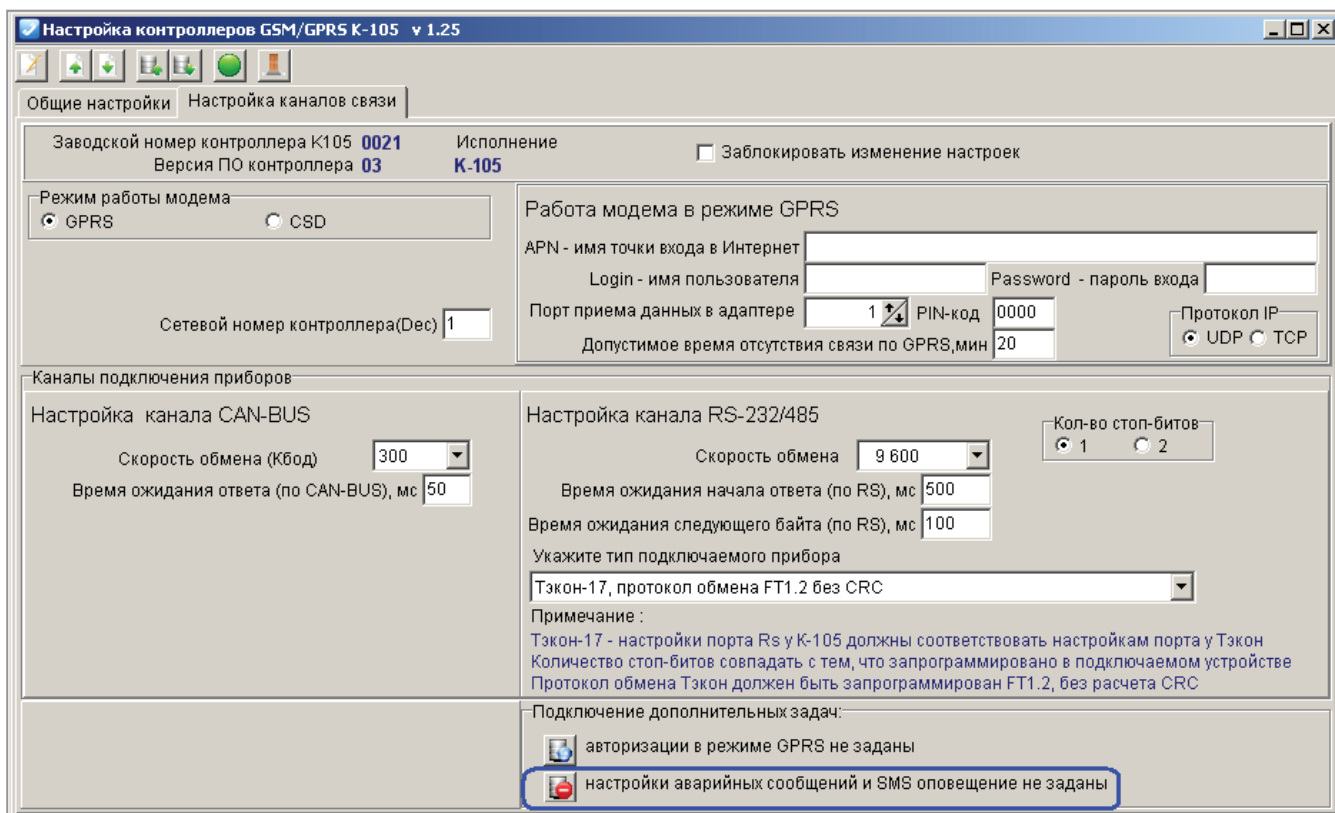 Настройка контроллеров GSM/GPRS K-105 v 1.25
Общие настройки
Настройка каналов связи
Заводской номер контроллера K105 0021
Исполнение
Заблокировать изменение настроек
Версия ПО контроллера 03
K-105
Режим работы модема
GPRS
CSD
Сетевой номер контроллера(Dec) 1
Работа модема в режиме GPRS
APN - имя точки входа в Интернет
Login - имя пользователя
Password - пароль входа
Порт приема данных в адаптере 1
PIN-код 0000
Допустимое время отсутствия связи по GPRS,мин 20
Протокол IP
UDP
TCP
Каналы подключения приборов
Настройка канала CAN-BUS
Скорость обмена (Кбод) 300
Время ожидания ответа (по CAN-BUS), мс 50
Настройка канала RS-232/485
Скорость обмена 9 600
Кол-во стоп-битов
1
2
Время ожидания начала ответа (по RS), мс 500
Время ожидания следующего байта (по RS), мс 100
Укажите тип подключаемого прибора
Тэкон-17, протокол обмена FT1.2 без CRC
Примечание :
Тэкон-17 - настройки порта Rs у К-105 должны соответствовать настройкам порта у Тэкон
Количество стоп-битов совпадать с тем, что запрограммировано в подключаемом устройстве
Протокол обмена Тэкон должен быть запрограммирован FT1.2, без расчета CRC
Подключение дополнительных задач:
авторизации в режиме GPRS не заданы
настройки аварийных сообщений и SMS оповещение не заданы